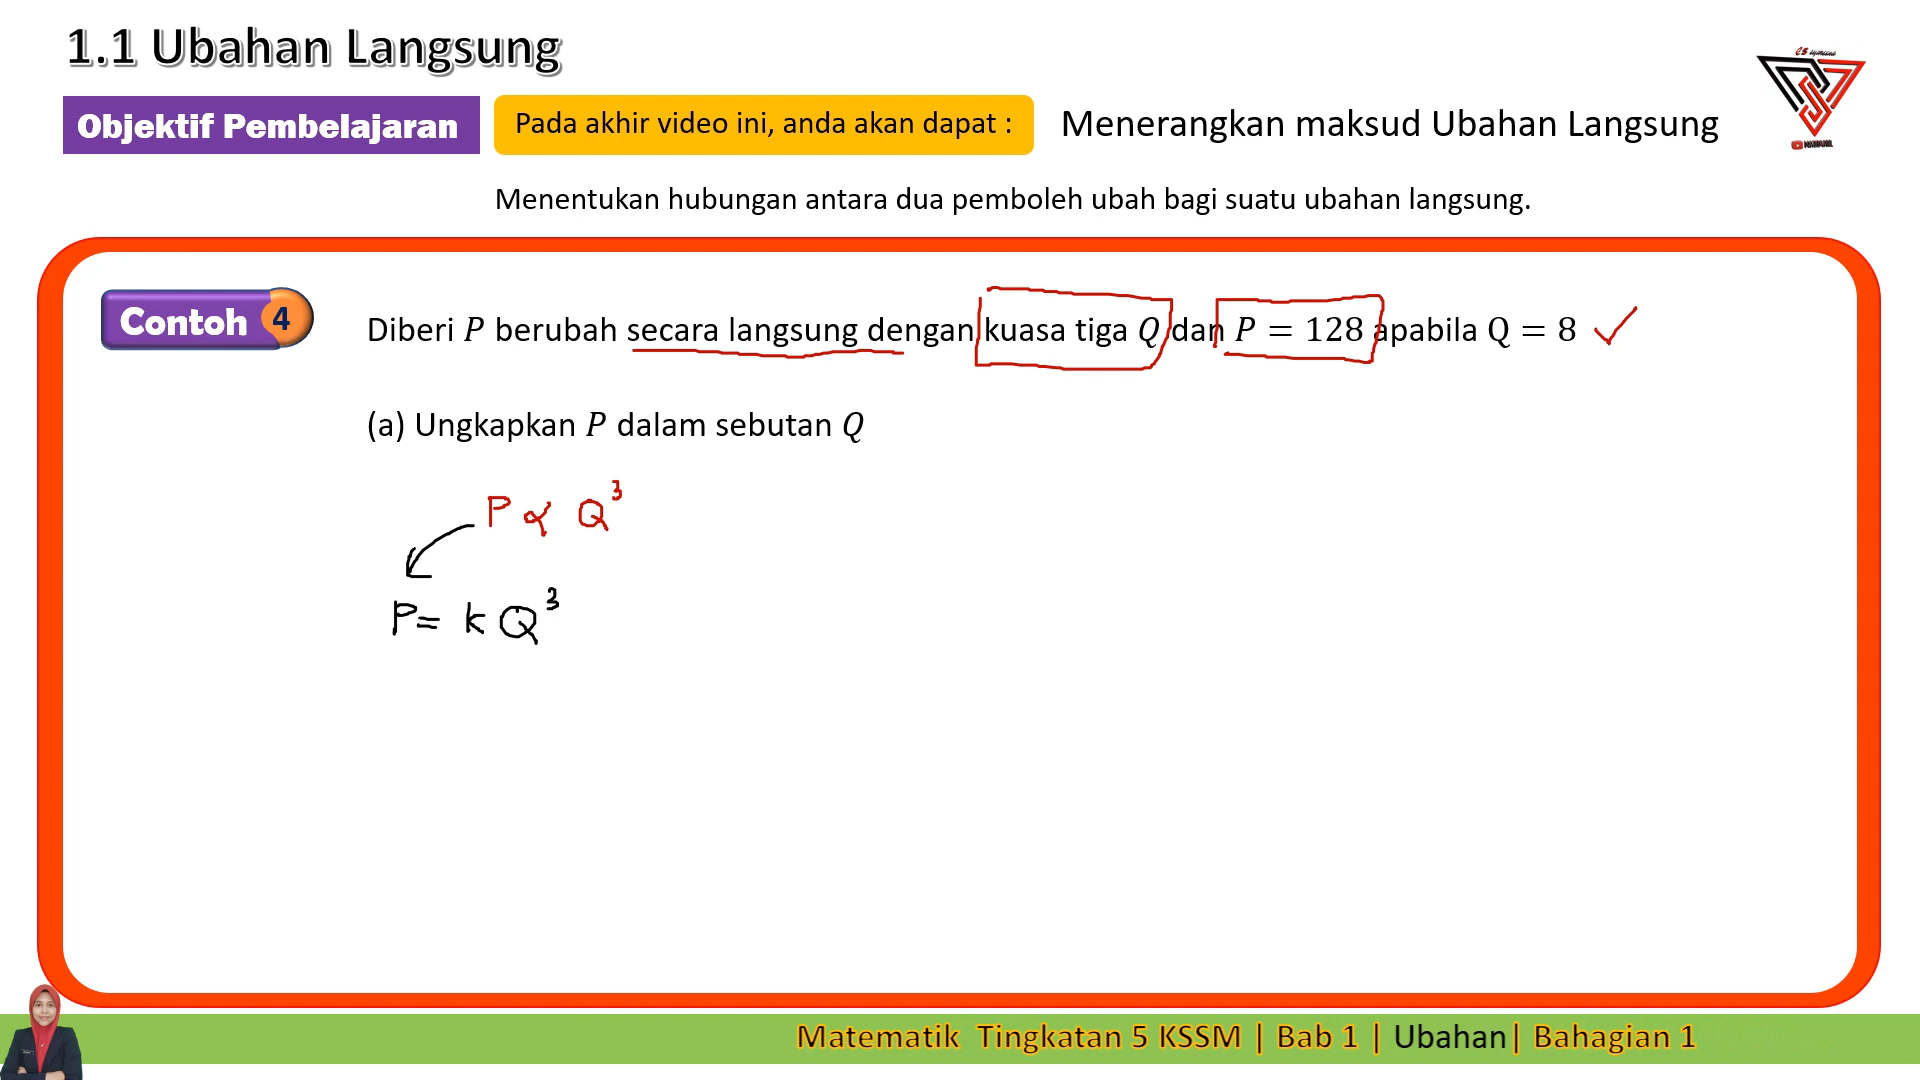 1.1 Ubahan Langsung
Objektif Pembelajaran
Pada akhir video ini, anda akan dapat :
Menerangkan maksud Ubahan Langsung
Menentukan hubungan antara dua pemboleh ubah bagi suatu ubahan langsung.
Contoh 4
Diberi P berubah secara langsung dengan kuasa tiga Q dan P = 128 apabila Q = 8 ✓
(a) Ungkapkan P dalam sebutan Q
P ∝ Q³
P = k Q³
Matematik Tingkatan 5 KSSM | Bab 1 | Ubahan| Bahagian 1